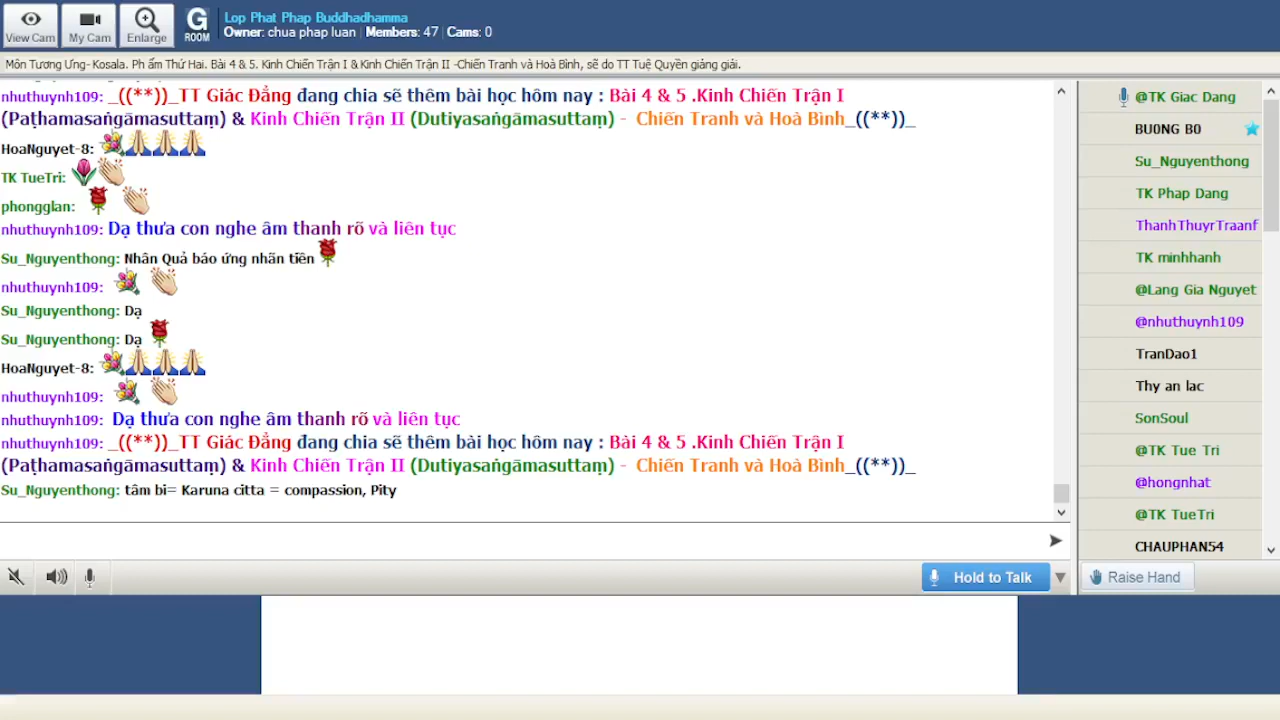 View Cam
My Cam
Enlarge
G
ROOM
Lop Phat Phap Buddhadhamma
Owner: chua phap luan | Members: 47 | Cams: 0
Môn Tương Ưng- Kosala. Ph ẩm Thứ Hai. Bài 4 & 5. Kinh Chiến Trận I & Kinh Chiến Trận II -Chiến Tranh và Hoà Bình, sẽ do TT Tuệ Quyền giảng giải.
nhuthuynh109: _((**))_TT Giác Đẳng đang chia sẽ thêm bài học hôm nay : Bài 4 & 5 .Kinh Chiến Trận I
(Paṭhamasaṅgāmasuttaṃ) & Kinh Chiến Trận II (Dutiyasaṅgāmasuttaṃ) - Chiến Tranh và Hoà Bình_((**))_
HoaNguyet-8:
TK TueTri:
phonggian:
nhuthuynh109: Dạ thưa con nghe âm thanh rõ và liên tục
Su_Nguyenthong: Nhân Quả báo ứng nhãn tiền
nhuthuynh109:
Su_Nguyenthong: Dạ
Su_Nguyenthong: Dạ
HoaNguyet-8:
nhuthuynh109:
nhuthuynh109: Dạ thưa con nghe âm thanh rõ và liên tục
nhuthuynh109: _((**))_TT Giác Đẳng đang chia sẽ thêm bài học hôm nay : Bài 4 & 5 .Kinh Chiến Trận I
(Paṭhamasaṅgāmasuttaṃ) & Kinh Chiến Trận II (Dutiyasaṅgāmasuttaṃ) - Chiến Tranh và Hoà Bình_((**))_
Su_Nguyenthong: tâm bi= Karuna citta = compassion, Pity
@TK Giac Dang
BU0NG B0
Su_Nguyenthong
TK Phap Dang
ThanhThuyrTraanf
TK minhhanh
@Lang Gia Nguyet
@nhuthuynh109
TranDao1
Thy an lac
SonSoul
@TK Tue Tri
@hongnhat
@TK TueTri
CHAUPHAN54
Hold to Talk
Raise Hand